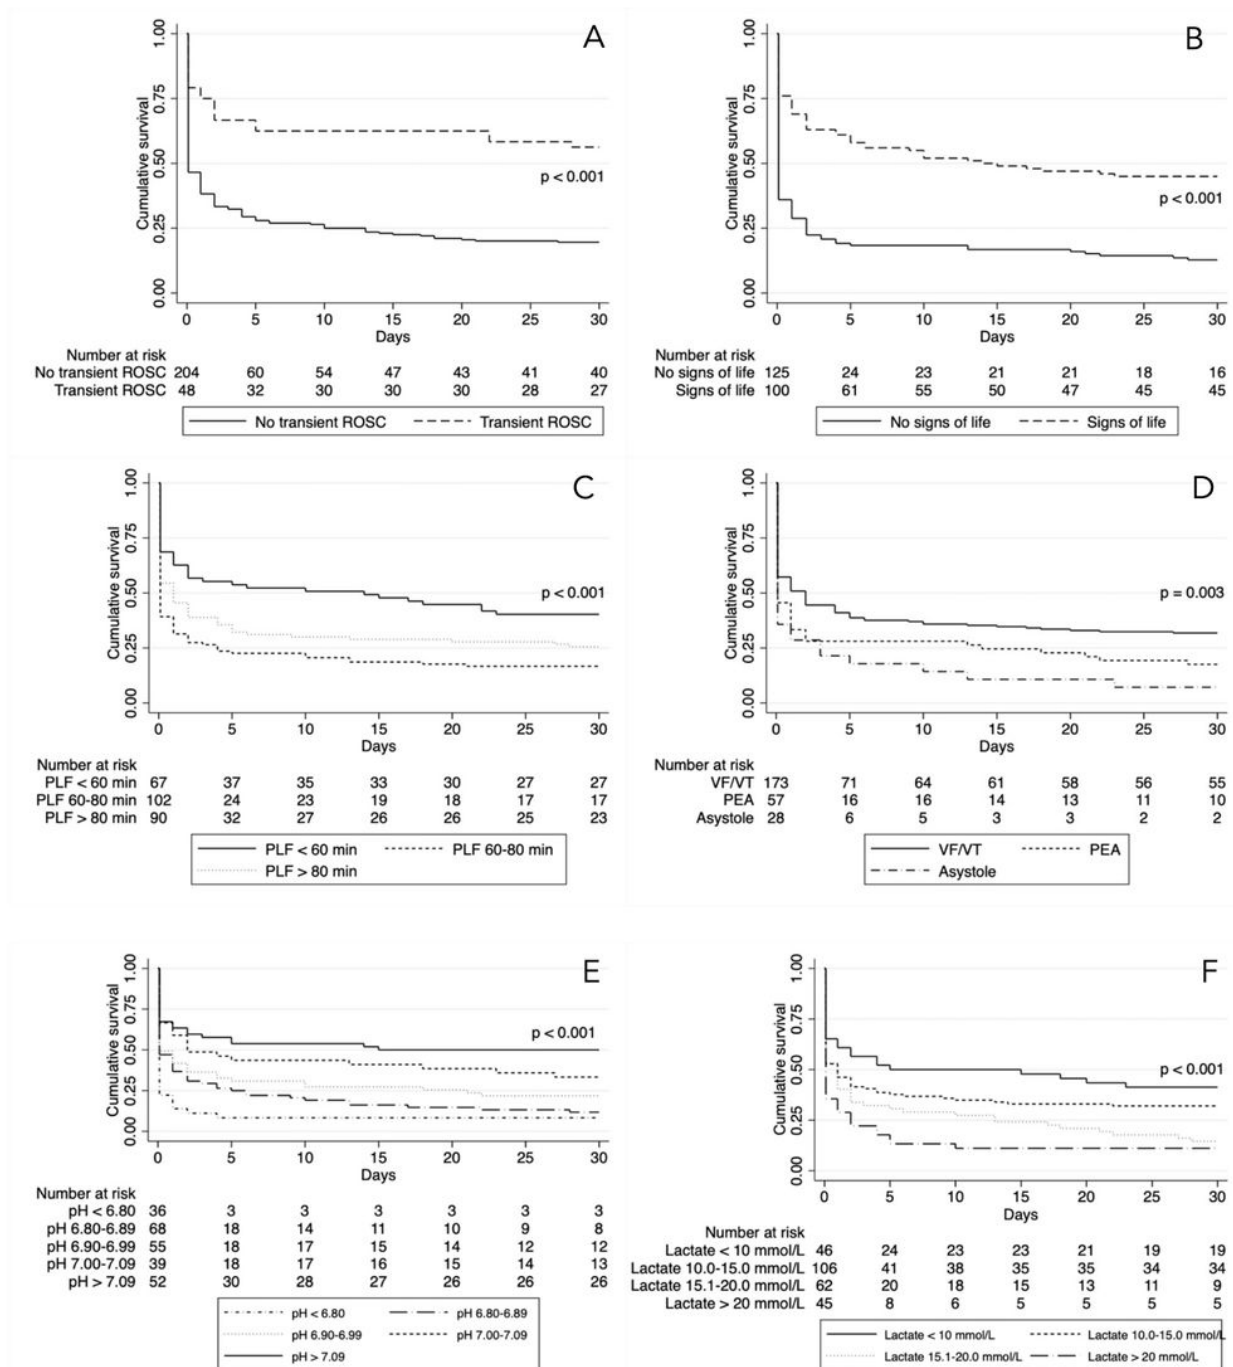 A
Cumulative survival
1.00
0.75
0.50
0.25
0.00
p < 0.001
0 5 10 15 20 25 30
Days
Number at risk
No transient ROSC 204 60 54 47 43 41 40
Transient ROSC 48 32 30 30 30 28 27
No transient ROSC Transient ROSC
B
Cumulative survival
1.00
0.75
0.50
0.25
0.00
p < 0.001
0 5 10 15 20 25 30
Days
Number at risk
No signs of life 125 24 23 21 21 18 16
Signs of life 100 61 55 50 47 45 45
No signs of life Signs of life
C
Cumulative survival
1.00
0.75
0.50
0.25
0.00
p < 0.001
0 5 10 15 20 25 30
Days
Number at risk
PLF < 60 min 67 37 35 33 30 27 27
PLF 60-80 min 102 24 23 19 18 17 17
PLF > 80 min 90 32 27 26 26 25 23
PLF < 60 min PLF 60-80 min
PLF > 80 min
D
Cumulative survival
1.00
0.75
0.50
0.25
0.00
p = 0.003
0 5 10 15 20 25 30
Days
Number at risk
VF/VT 173 71 64 61 58 56 55
PEA 57 16 16 14 13 11 10
Asystole 28 6 5 3 3 2 2
VF/VT PEA
Asystole
E
Cumulative survival
1.00
0.75
0.50
0.25
0.00
p < 0.001
0 5 10 15 20 25 30
Days
Number at risk
pH < 6.80 36 3 3 3 3 3 3
pH 6.80-6.89 68 18 14 11 10 9 8
pH 6.90-6.99 55 18 17 15 14 12 12
pH 7.00-7.09 39 18 17 16 15 14 13
pH > 7.09 52 30 28 27 26 26 26
pH < 6.80 pH 6.80-6.89
pH 6.90-6.99 pH 7.00-7.09
pH > 7.09
F
Cumulative survival
1.00
0.75
0.50
0.25
0.00
p < 0.001
0 5 10 15 20 25 30
Days
Number at risk
Lactate < 10 mmol/L 46 24 23 23 21 19 19
Lactate 10.0-15.0 mmol/L 106 41 38 35 35 34 34
Lactate 15.1-20.0 mmol/L 62 20 18 15 13 11 9
Lactate > 20 mmol/L 45 8 6 5 5 5 5
Lactate < 10 mmol/L Lactate 10.0-15.0 mmol/L
Lactate 15.1-20.0 mmol/L Lactate > 20 mmol/L